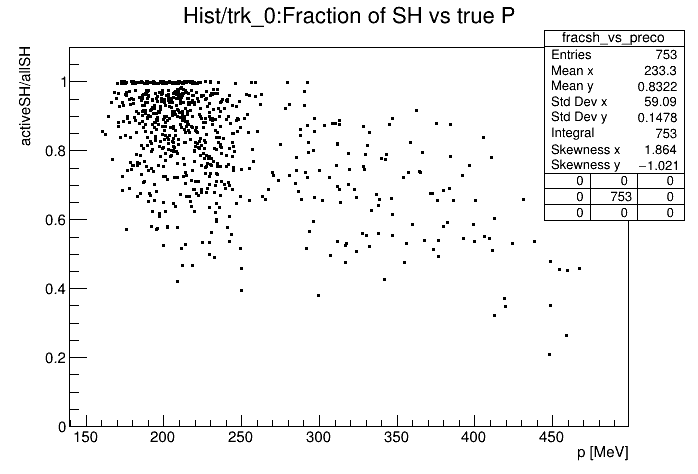 Hist/trk_0:Fraction of SH vs true P
fracsh_vs_preco
Entries 753
Mean x 233.3
Mean y 0.8322
Std Dev x 59.09
Std Dev y 0.1478
Integral 753
Skewness x 1.864
Skewness y −1.021
0 0 0
0 753 0
0 0 0
activeSH/allSH
1
0.8
0.6
0.4
0.2
0
150 200 250 300 350 400 450
p [MeV]